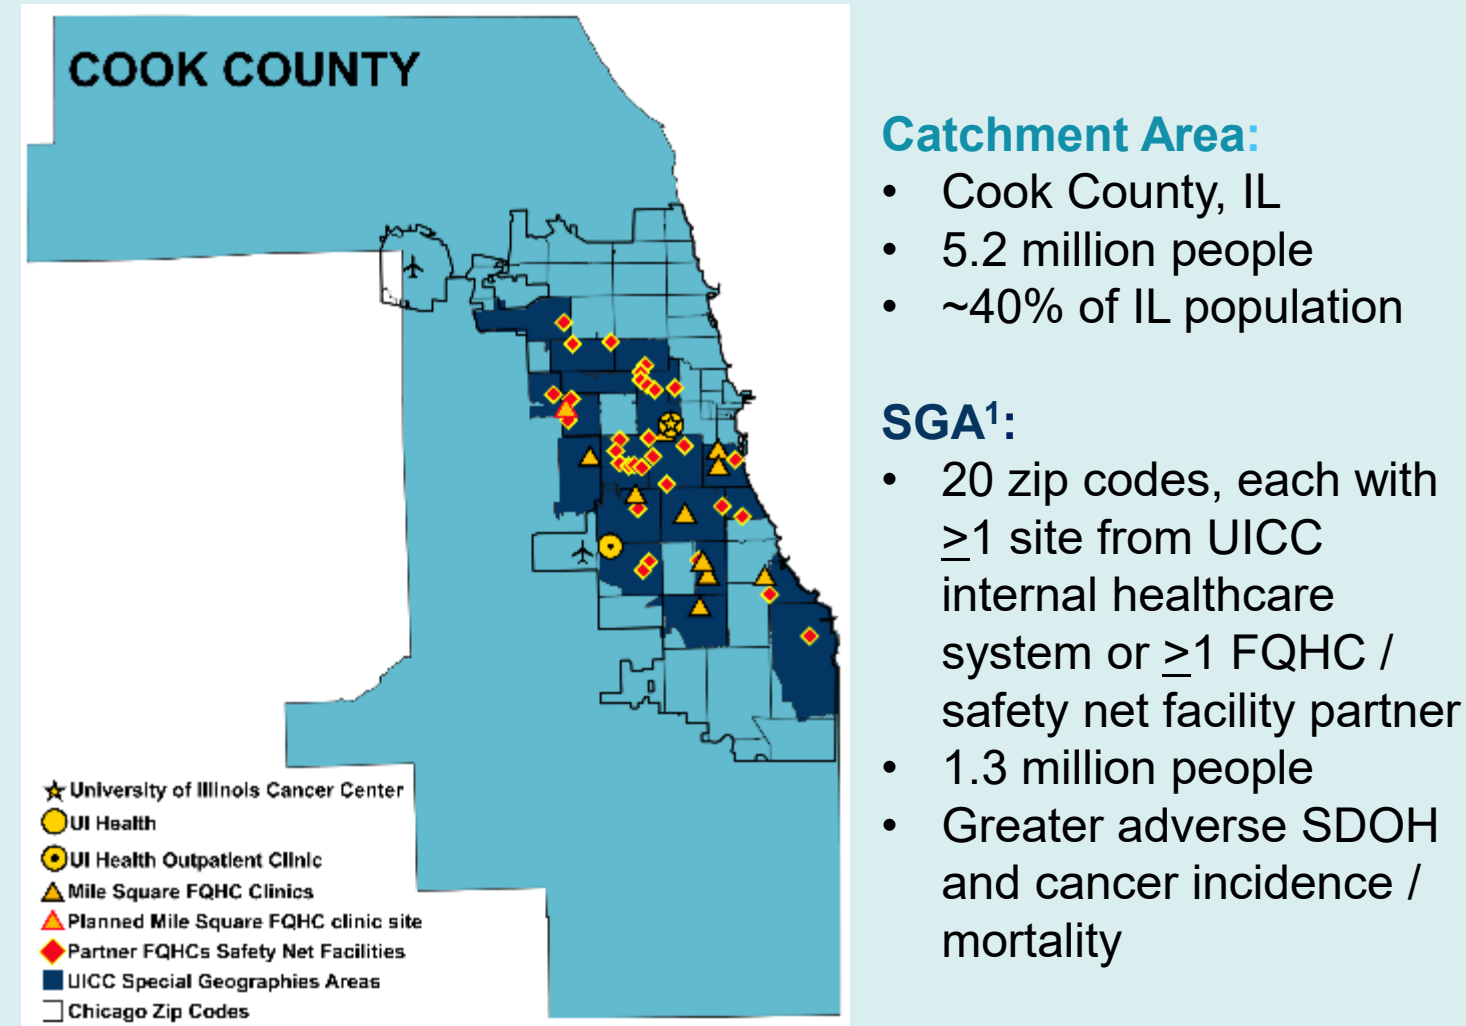 COOK COUNTY
University of Illinois Cancer Center
UI Health
UI Health Outpatient Clinic
Mile Square FQHC Clinics
Planned Mile Square FQHC clinic site
Partner FQHCs Safety Net Facilities
UICC Special Geographies Areas
Chicago Zip Codes
Catchment Area:
• Cook County, IL
• 5.2 million people
• ~40% of IL population
SGA¹:
• 20 zip codes, each with
>1 site from UICC
internal healthcare
system or >1 FQHC /
safety net facility partner
• 1.3 million people
• Greater adverse SDOH
and cancer incidence /
mortality